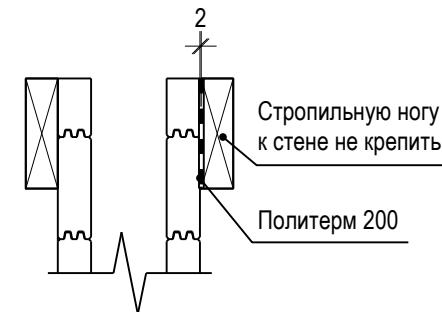 2
Стропильную ногу
к стене не крепить
Политерм 200